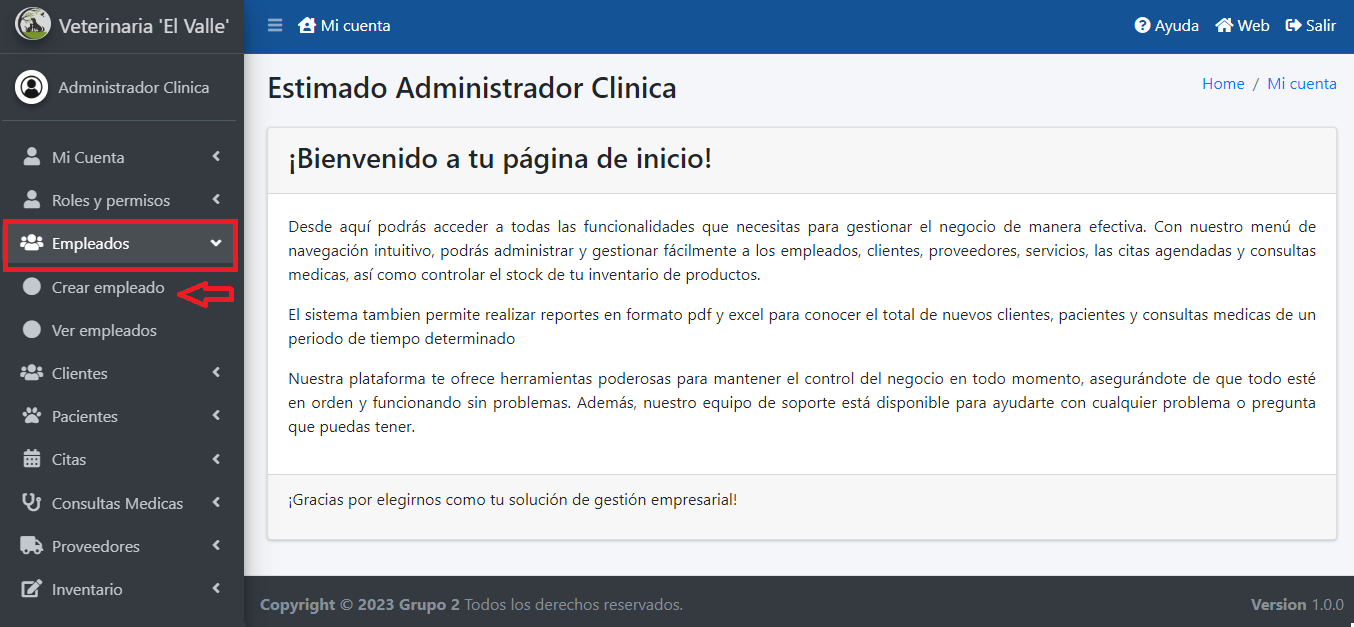 Veterinaria 'El Valle'
Mi cuenta
Ayuda
Web
Salir
Administrador Clinica
Mi Cuenta
Roles y permisos
Empleados
Crear empleado
Ver empleados
Clientes
Pacientes
Citas
Consultas Medicas
Proveedores
Inventario
Estimado Administrador Clinica
Home / Mi cuenta
¡Bienvenido a tu página de inicio!
Desde aquí podrás acceder a todas las funcionalidades que necesitas para gestionar el negocio de manera efectiva. Con nuestro menú de
navegación intuitivo, podrás administrar y gestionar fácilmente a los empleados, clientes, proveedores, servicios, las citas agendadas y consultas
medicas, así como controlar el stock de tu inventario de productos.
El sistema tambien permite realizar reportes en formato pdf y excel para conocer el total de nuevos clientes, pacientes y consultas medicas de un
periodo de tiempo determinado
Nuestra plataforma te ofrece herramientas poderosas para mantener el control del negocio en todo momento, asegurándote de que todo esté
en orden y funcionando sin problemas. Además, nuestro equipo de soporte está disponible para ayudarte con cualquier problema o pregunta
que puedas tener.
¡Gracias por elegirnos como tu solución de gestión empresarial!
Copyright © 2023 Grupo 2 Todos los derechos reservados.
Version 1.0.0